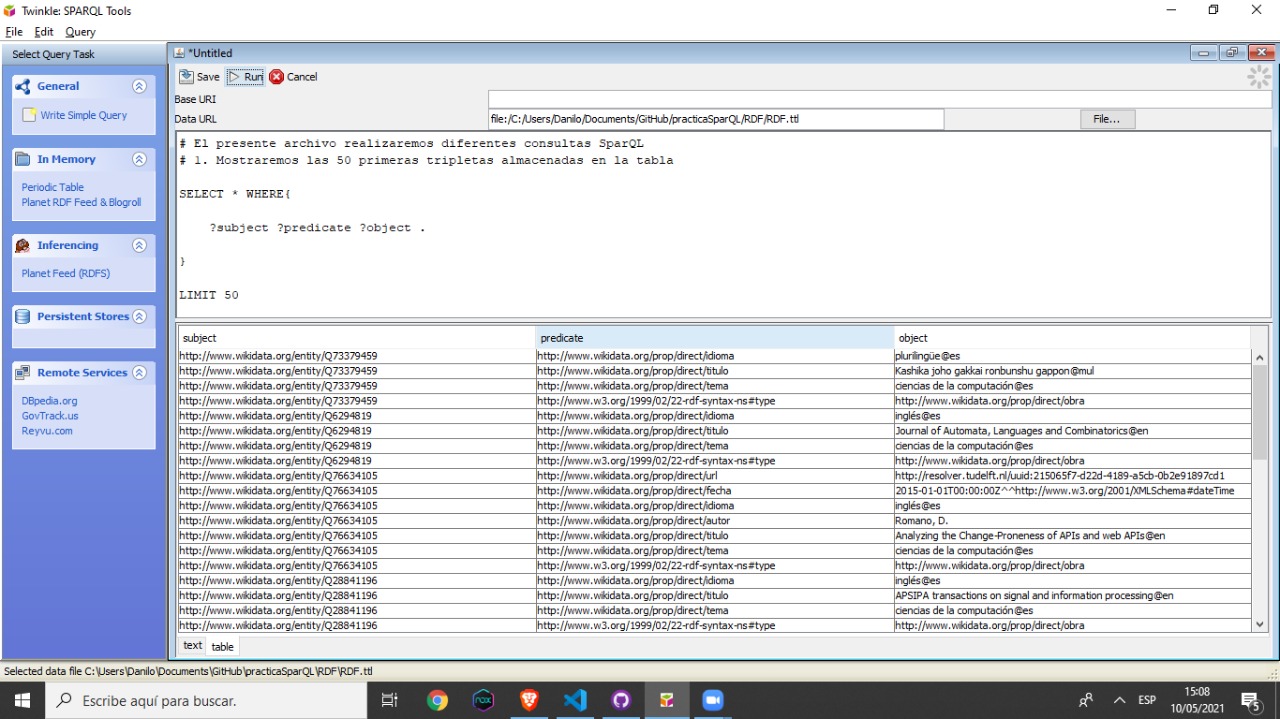 Twinkle: SPARQL Tools
File Edit Query
Select Query Task
General
Write Simple Query
In Memory
Periodic Table
Planet RDF Feed & Blogroll
Inferencing
Planet Feed (RDFS)
Persistent Stores
Remote Services
DBpedia.org
GovTrack.us
Reyvu.com
*Untitled
Save Run Cancel
Base URI
Data URL file:/C:/Users/Danilo/Documents/GitHub/practicaSparQL/RDF/RDF.ttl File...
# El presente archivo realizaremos diferentes consultas SparQL
# 1. Mostraremos las 50 primeras tripletas almacenadas en la tabla
SELECT * WHERE{
?subject ?predicate ?object .
}
LIMIT 50
subject predicate object
http://www.wikidata.org/entity/Q73379459 http://www.wikidata.org/prop/direct/idioma plurilingüe@es
http://www.wikidata.org/entity/Q73379459 http://www.wikidata.org/prop/direct/titulo Kashika joho gakkai ronbunshu gappon@mul
http://www.wikidata.org/entity/Q73379459 http://www.wikidata.org/prop/direct/tema ciencias de la computación@es
http://www.wikidata.org/entity/Q73379459 http://www.w3.org/1999/02/22-rdf-syntax-ns#type http://www.wikidata.org/prop/direct/obra
http://www.wikidata.org/entity/Q6294819 http://www.wikidata.org/prop/direct/idioma inglés@es
http://www.wikidata.org/entity/Q6294819 http://www.wikidata.org/prop/direct/titulo Journal of Automata, Languages and Combinatorics@en
http://www.wikidata.org/entity/Q6294819 http://www.wikidata.org/prop/direct/tema ciencias de la computación@es
http://www.wikidata.org/entity/Q6294819 http://www.w3.org/1999/02/22-rdf-syntax-ns#type http://www.wikidata.org/prop/direct/obra
http://www.wikidata.org/entity/Q76634105 http://www.wikidata.org/prop/direct/url http://resolver.tudelft.nl/uuid:215065f7-d22d-4189-a5cb-0b2e91897cd1
http://www.wikidata.org/entity/Q76634105 http://www.wikidata.org/prop/direct/fecha 2015-01-01T00:00:00Z^^http://www.w3.org/2001/XMLSchema#dateTime
http://www.wikidata.org/entity/Q76634105 http://www.wikidata.org/prop/direct/idioma inglés@es
http://www.wikidata.org/entity/Q76634105 http://www.wikidata.org/prop/direct/autor Romano, D.
http://www.wikidata.org/entity/Q76634105 http://www.wikidata.org/prop/direct/titulo Analyzing the Change-Proneness of APIs and web APIs@en
http://www.wikidata.org/entity/Q76634105 http://www.wikidata.org/prop/direct/tema ciencias de la computación@es
http://www.wikidata.org/entity/Q76634105 http://www.w3.org/1999/02/22-rdf-syntax-ns#type http://www.wikidata.org/prop/direct/obra
http://www.wikidata.org/entity/Q28841196 http://www.wikidata.org/prop/direct/idioma inglés@es
http://www.wikidata.org/entity/Q28841196 http://www.wikidata.org/prop/direct/titulo APSIPA transactions on signal and information processing@en
http://www.wikidata.org/entity/Q28841196 http://www.wikidata.org/prop/direct/tema ciencias de la computación@es
http://www.wikidata.org/entity/Q28841196 http://www.w3.org/1999/02/22-rdf-syntax-ns#type http://www.wikidata.org/prop/direct/obra
text table
Selected data file C:\Users\Danilo\Documents\GitHub\practicaSparQL\RDF\RDF.ttl
Escribe aquí para buscar.
ESP
15:08
10/05/2021
5